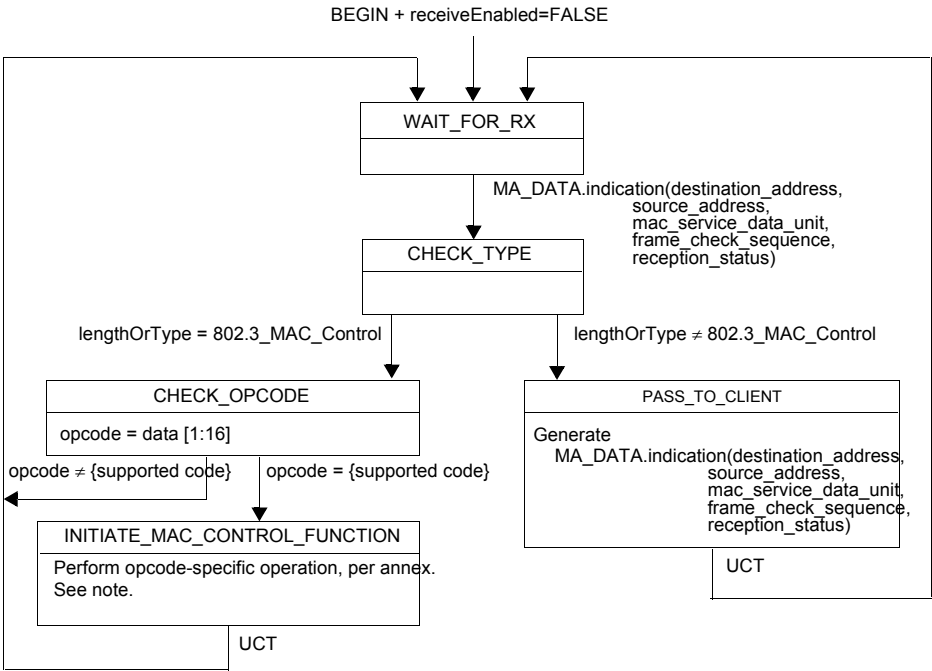 BEGIN + receiveEnabled=FALSE
WAIT_FOR_RX
MA_DATA.indication(destination_address,
source_address,
mac_service_data_unit,
frame_check_sequence,
reception_status)
CHECK_TYPE
lengthOrType = 802.3_MAC_Control
lengthOrType ≠ 802.3_MAC_Control
CHECK_OPCODE
opcode = data [1:16]
opcode ≠ {supported code}
opcode = {supported code}
INITIATE_MAC_CONTROL_FUNCTION
Perform opcode-specific operation, per annex.
See note.
UCT
PASS_TO_CLIENT
Generate
MA_DATA.indication(destination_address,
source_address,
mac_service_data_unit,
frame_check_sequence,
reception_status)
UCT